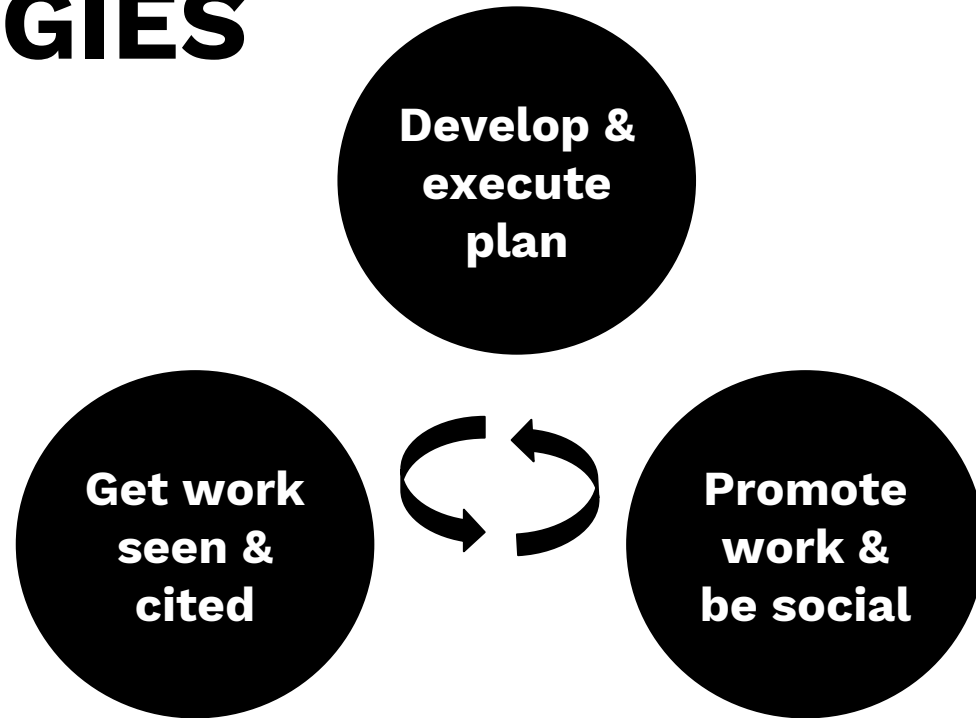 GIES
Develop &
execute
plan
Get work
seen &
cited
Promote
work &
be social